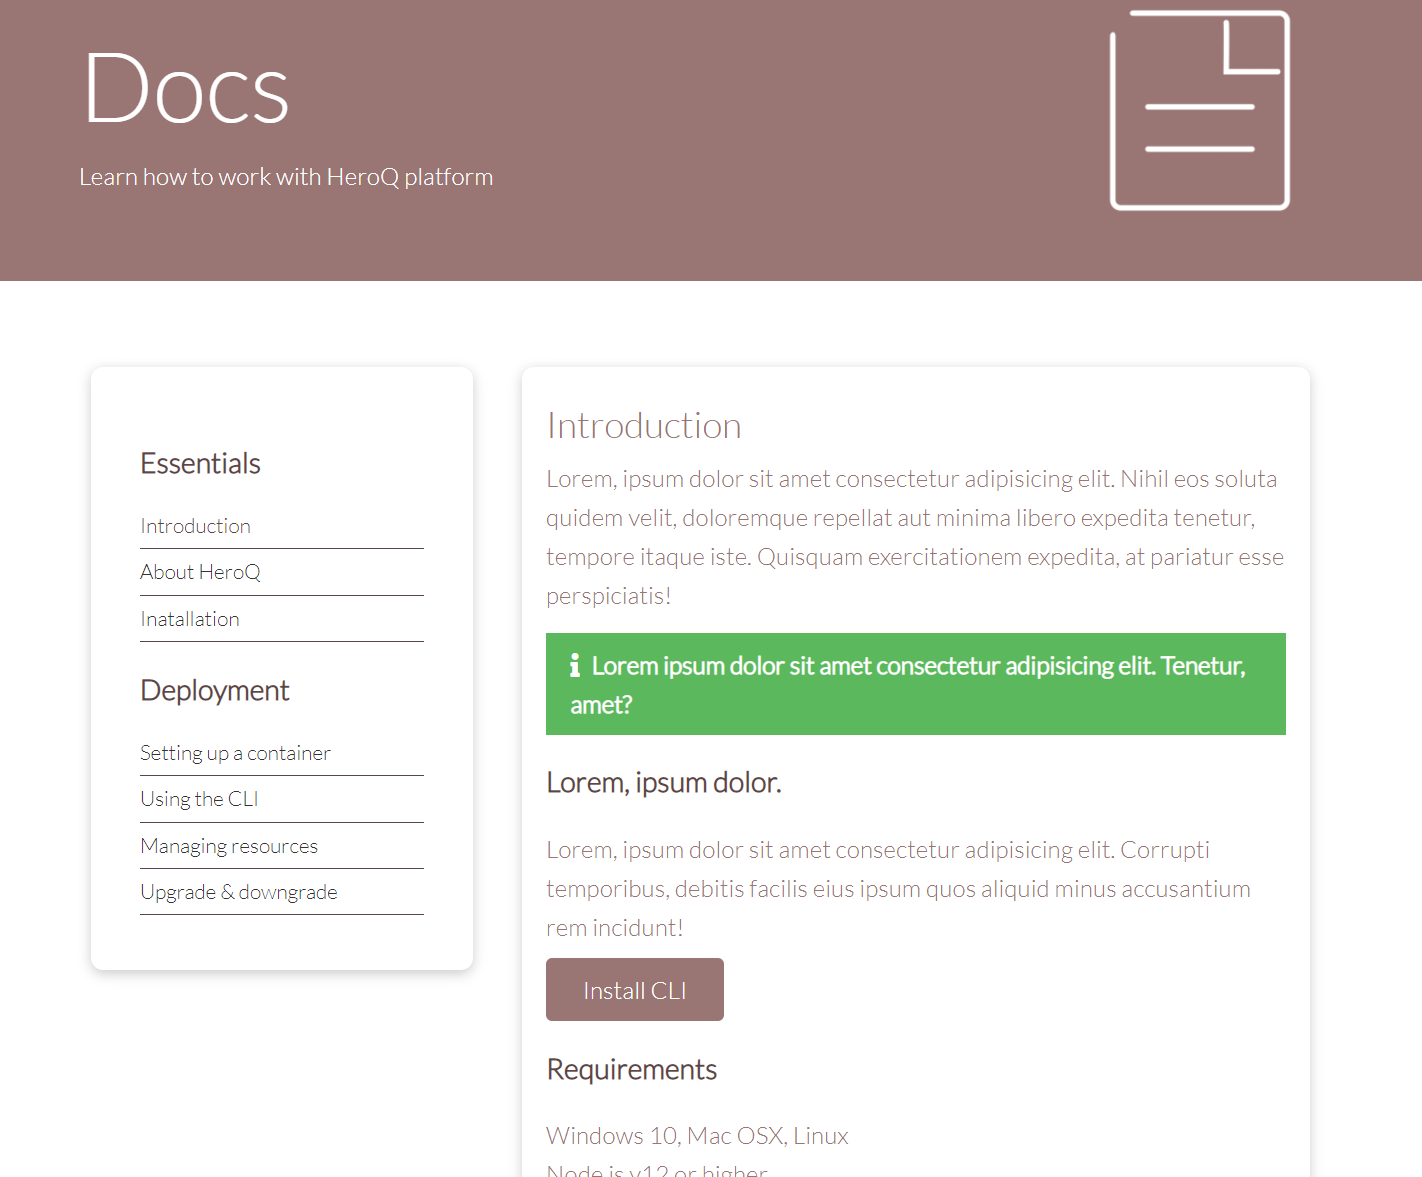 Docs
Learn how to work with HeroQ platform
Essentials
Introduction
About HeroQ
Inatallation
Deployment
Setting up a container
Using the CLI
Managing resources
Upgrade & downgrade
Introduction
Lorem, ipsum dolor sit amet consectetur adipisicing elit. Nihil eos soluta
quidem velit, doloremque repellat aut minima libero expedita tenetur,
tempore itaque iste. Quisquam exercitationem expedita, at pariatur esse
perspiciatis!
Lorem ipsum dolor sit amet consectetur adipisicing elit. Tenetur,
amet?
Lorem, ipsum dolor.
Lorem, ipsum dolor sit amet consectetur adipisicing elit. Corrupti
temporibus, debitis facilis eius ipsum quos aliquid minus accusantium
rem incidunt!
Install CLI
Requirements
Windows 10, Mac OSX, Linux
Node.js v12 or higher